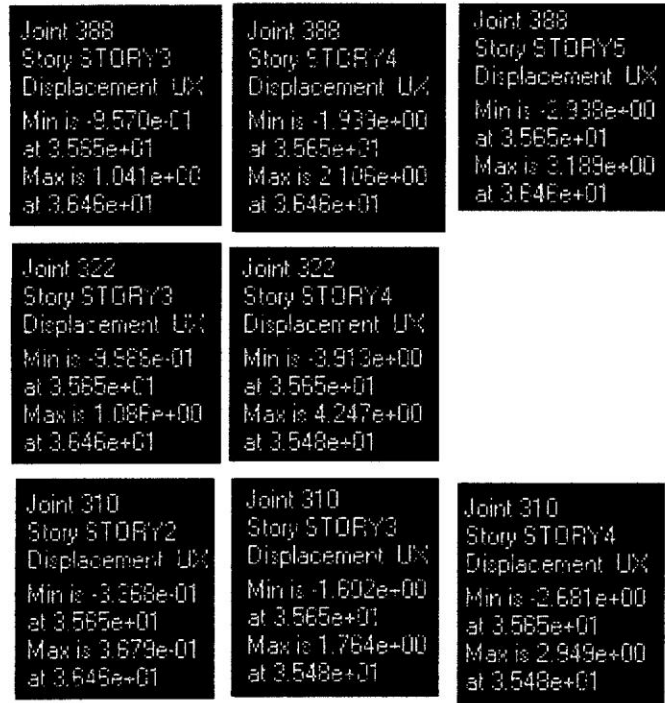 Joint 388
Story STORY3
Displacement UX
Min is -9.570e-01
at 3.565e+01
Max is 1.041e+00
at 3.646e+01
Joint 388
Story STORY4
Displacement UX
Min is -1.939e+00
at 3.565e+01
Max is 2.106e+00
at 3.646e+01
Joint 388
Story STORY5
Displacement UX
Min is -2.938e+00
at 3.565e+01
Max is 3.189e+00
at 3.646e+01
Joint 322
Story STORY3
Displacement UX
Min is -9.986e-01
at 3.565e+01
Max is 1.086e+00
at 3.646e+01
Joint 322
Story STORY4
Displacement UX
Min is -3.913e+00
at 3.565e+01
Max is 4.247e+00
at 3.548e+01
Joint 310
Story STORY2
Displacement UX
Min is
at 3.565e+01
Max is 3.679e-01
at 3.646e+01
Joint 310
Story STORY3
Displacement UX
Min is -1.602e+00
at 3.565e+01
Max is 1.764e+00
at 3.548e+01
Joint 310
Story STORY4
Displacement UX
Min is -2.681e+00
at 3.565e+01
Max is 2.949e+00
at 3.548e+01